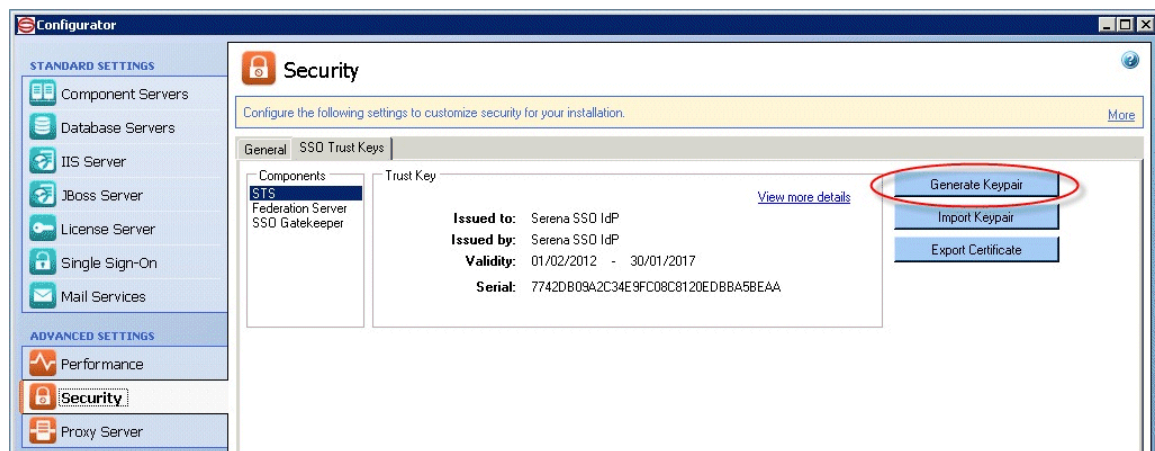 Configurator
STANDARD SETTINGS
Component Servers
Database Servers
IIS Server
JBoss Server
License Server
Single Sign-On
Mail Services
ADVANCED SETTINGS
Performance
Security
Proxy Server
Security
Configure the following settings to customize security for your installation.
More
General
SSO Trust Keys
Components
STS
Federation Server
SSO Gatekeeper
Trust Key
View more details
Issued to: Serena SSO IdP
Issued by: Serena SSO IdP
Validity: 01/02/2012 - 30/01/2017
Serial: 7742DB09A2C34E9FC08C8120EDBBA5BEAA
Generate Keypair
Import Keypair
Export Certificate